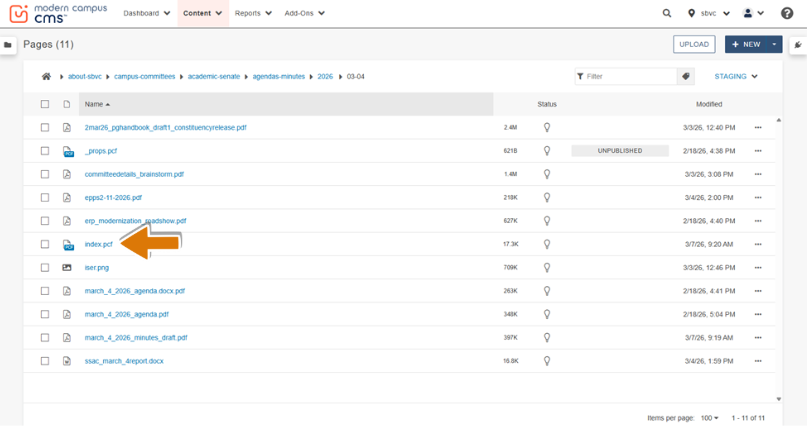 modern campus
cms™
Dashboard
Content
Reports
Add-Ons
sbvc
Pages (11)
UPLOAD
+ NEW
about-sbvc
campus-committees
academic-senate
agendas-minutes
2026
03-04
Filter
STAGING
Name
Status
Modified
2mar26_pghandbook_draft1_constituencyrelease.pdf 2.4M 3/3/26, 12:40 PM
_props.pcf 621B UNPUBLISHED 2/18/26, 4:38 PM
committeedetails_brainstorm.pdf 1.4M 3/3/26, 3:08 PM
epps2-11-2026.pdf 218K 3/4/26, 2:00 PM
erp_modernization_roadshow.pdf 627K 2/18/26, 4:40 PM
index.pcf 17.3K 3/7/26, 9:20 AM
iser.png 709K 3/3/26, 12:46 PM
march_4_2026_agenda.docx.pdf 263K 2/18/26, 4:41 PM
march_4_2026_agenda.pdf 348K 2/18/26, 5:04 PM
march_4_2026_minutes_draft.pdf 397K 3/7/26, 9:19 AM
ssac_march_4report.docx 16.8K 3/4/26, 1:59 PM
Items per page: 100 1 - 11 of 11